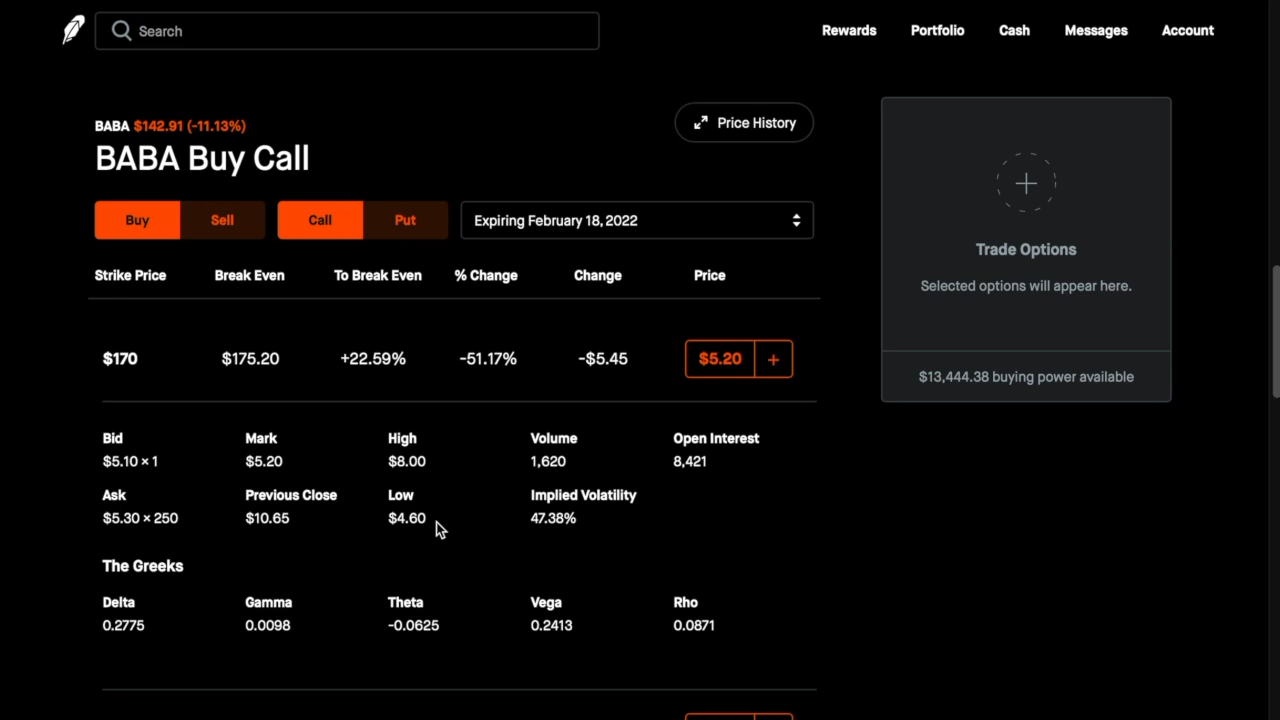 Search Rewards Portfolio Cash Messages Account
BABA $142.91 (-11.13%)
Price History
BABA Buy Call
Buy Sell Call Put Expiring February 18, 2022
Strike Price Break Even To Break Even % Change Change Price
$170 $175.20 +22.59% -51.17% -$5.45 $5.20 +
Bid Mark High Volume Open Interest
$5.10 × 1 $5.20 $8.00 1,620 8,421
Ask Previous Close Low Implied Volatility
$5.30 × 250 $10.65 $4.60 47.38%
The Greeks
Delta Gamma Theta Vega Rho
0.2775 0.0098 -0.0625 0.2413 0.0871
Trade Options
Selected options will appear here.
$13,444.38 buying power available